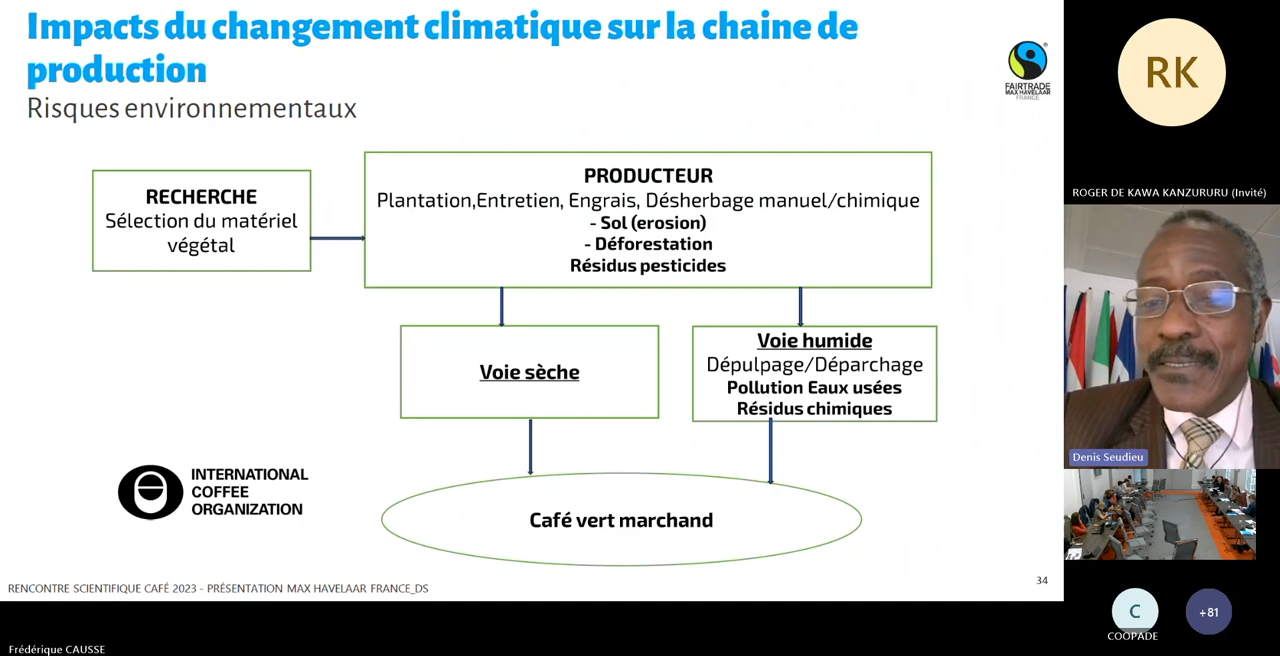 Impacts du changement climatique sur la chaine de
production
Risques environnementaux
FAIRTRADE
MAX HAVELAAR
FRANCE
RECHERCHE
Sélection du matériel
végétal
PRODUCTEUR
Plantation,Entretien, Engrais, Désherbage manuel/chimique
- Sol (erosion)
- Déforestation
Résidus pesticides
Voie sèche
Voie humide
Dépulpage/Déparchage
Pollution Eaux usées
Résidus chimiques
INTERNATIONAL
COFFEE
ORGANIZATION
Café vert marchand
34
RENCONTRE SCIENTIFIQUE CAFÉ 2023 - PRÉSENTATION MAX HAVELAAR FRANCE_DS
Frédérique CAUSSE
RK
ROGER DE KAWA KANZURURU (Invité)
Denis Seudieu
C
COOPADE
+81